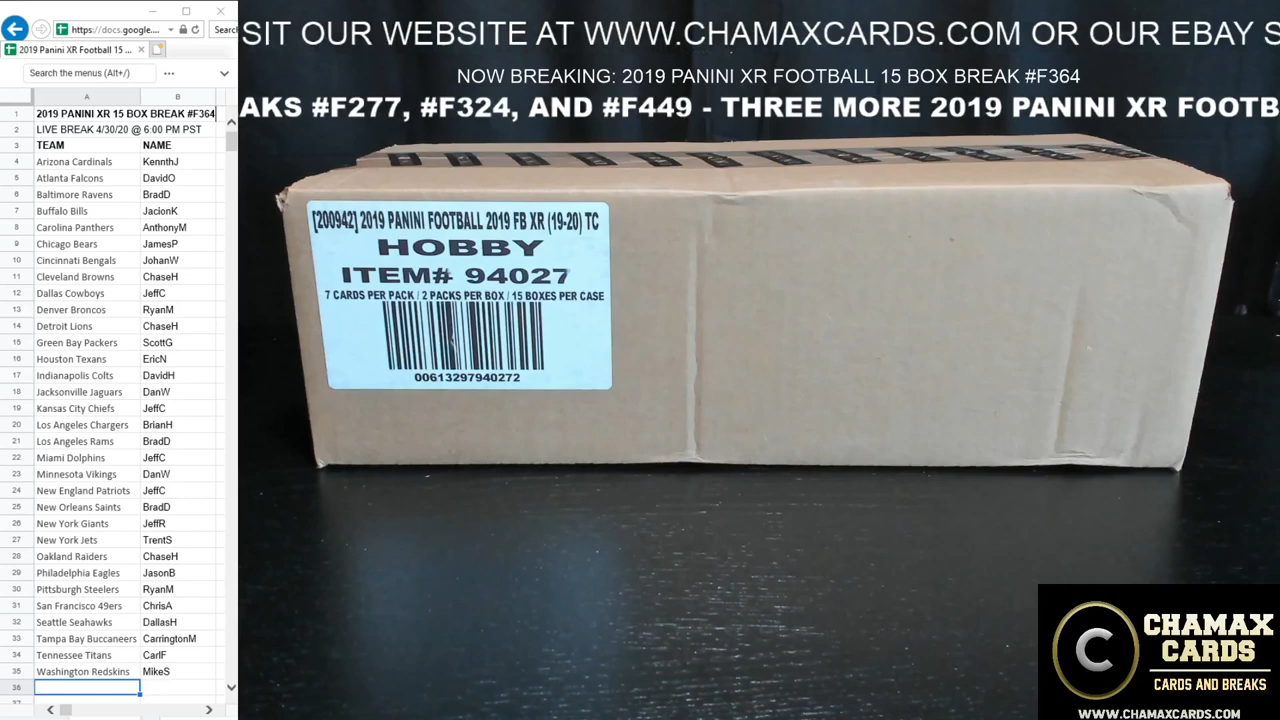 https://docs.google....
Searc
2019 Panini XR Football 15 ...
Search the menus (Alt+/)
A B
1 2019 PANINI XR 15 BOX BREAK #F364
2 LIVE BREAK 4/30/20 @ 6:00 PM PST
3 TEAM NAME
4 Arizona Cardinals KennthJ
5 Atlanta Falcons DavidO
6 Baltimore Ravens BradD
7 Buffalo Bills JacionK
8 Carolina Panthers AnthonyM
9 Chicago Bears JamesP
10 Cincinnati Bengals JohanW
11 Cleveland Browns ChaseH
12 Dallas Cowboys JeffC
13 Denver Broncos RyanM
14 Detroit Lions ChaseH
15 Green Bay Packers ScottG
16 Houston Texans EricN
17 Indianapolis Colts DavidH
18 Jacksonville Jaguars DanW
19 Kansas City Chiefs JeffC
20 Los Angeles Chargers BrianH
21 Los Angeles Rams BradD
22 Miami Dolphins JeffC
23 Minnesota Vikings DanW
24 New England Patriots JeffC
25 New Orleans Saints BradD
26 New York Giants JeffR
27 New York Jets TrentS
28 Oakland Raiders ChaseH
29 Philadelphia Eagles JasonB
30 Pittsburgh Steelers RyanM
31 San Francisco 49ers ChrisA
32 Seattle Seahawks DallasH
33 Tampa Bay Buccaneers CarringtonM
34 Tennessee Titans CarlF
35 Washington Redskins MikeS
36
SIT OUR WEBSITE AT WWW.CHAMAXCARDS.COM OR OUR EBAY S
NOW BREAKING: 2019 PANINI XR FOOTBALL 15 BOX BREAK #F364
AKS #F277, #F324, AND #F449 - THREE MORE 2019 PANINI XR FOOTB
[200942] 2019 PANINI FOOTBALL 2019 FB XR (19-20) TC
HOBBY
ITEM# 94027
7 CARDS PER PACK / 2 PACKS PER BOX / 15 BOXES PER CASE
00613297940272
C
CHAMAX
CARDS
CARDS AND BREAKS
WWW.CHAMAXCARDS.COM